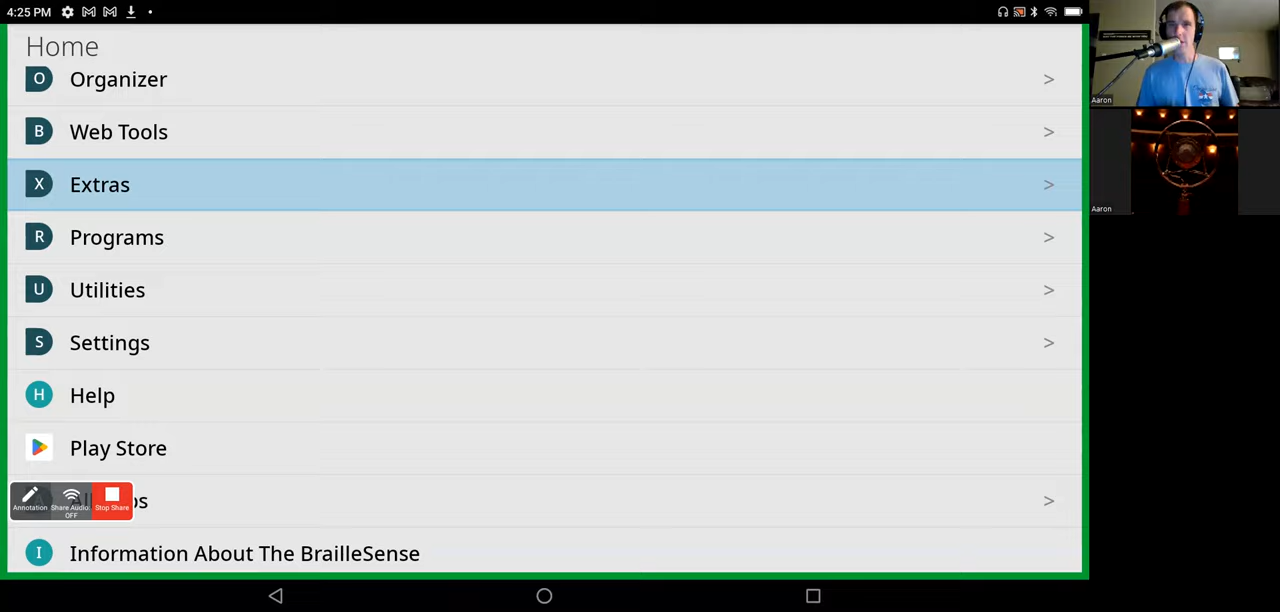 4:25 PM
Home
O Organizer >
B Web Tools >
X Extras >
R Programs >
U Utilities >
S Settings >
H Help
Play Store
Annotation
Share Audio
OFF
Stop Share
>
I Information About The BrailleSense
Aaron
Aaron